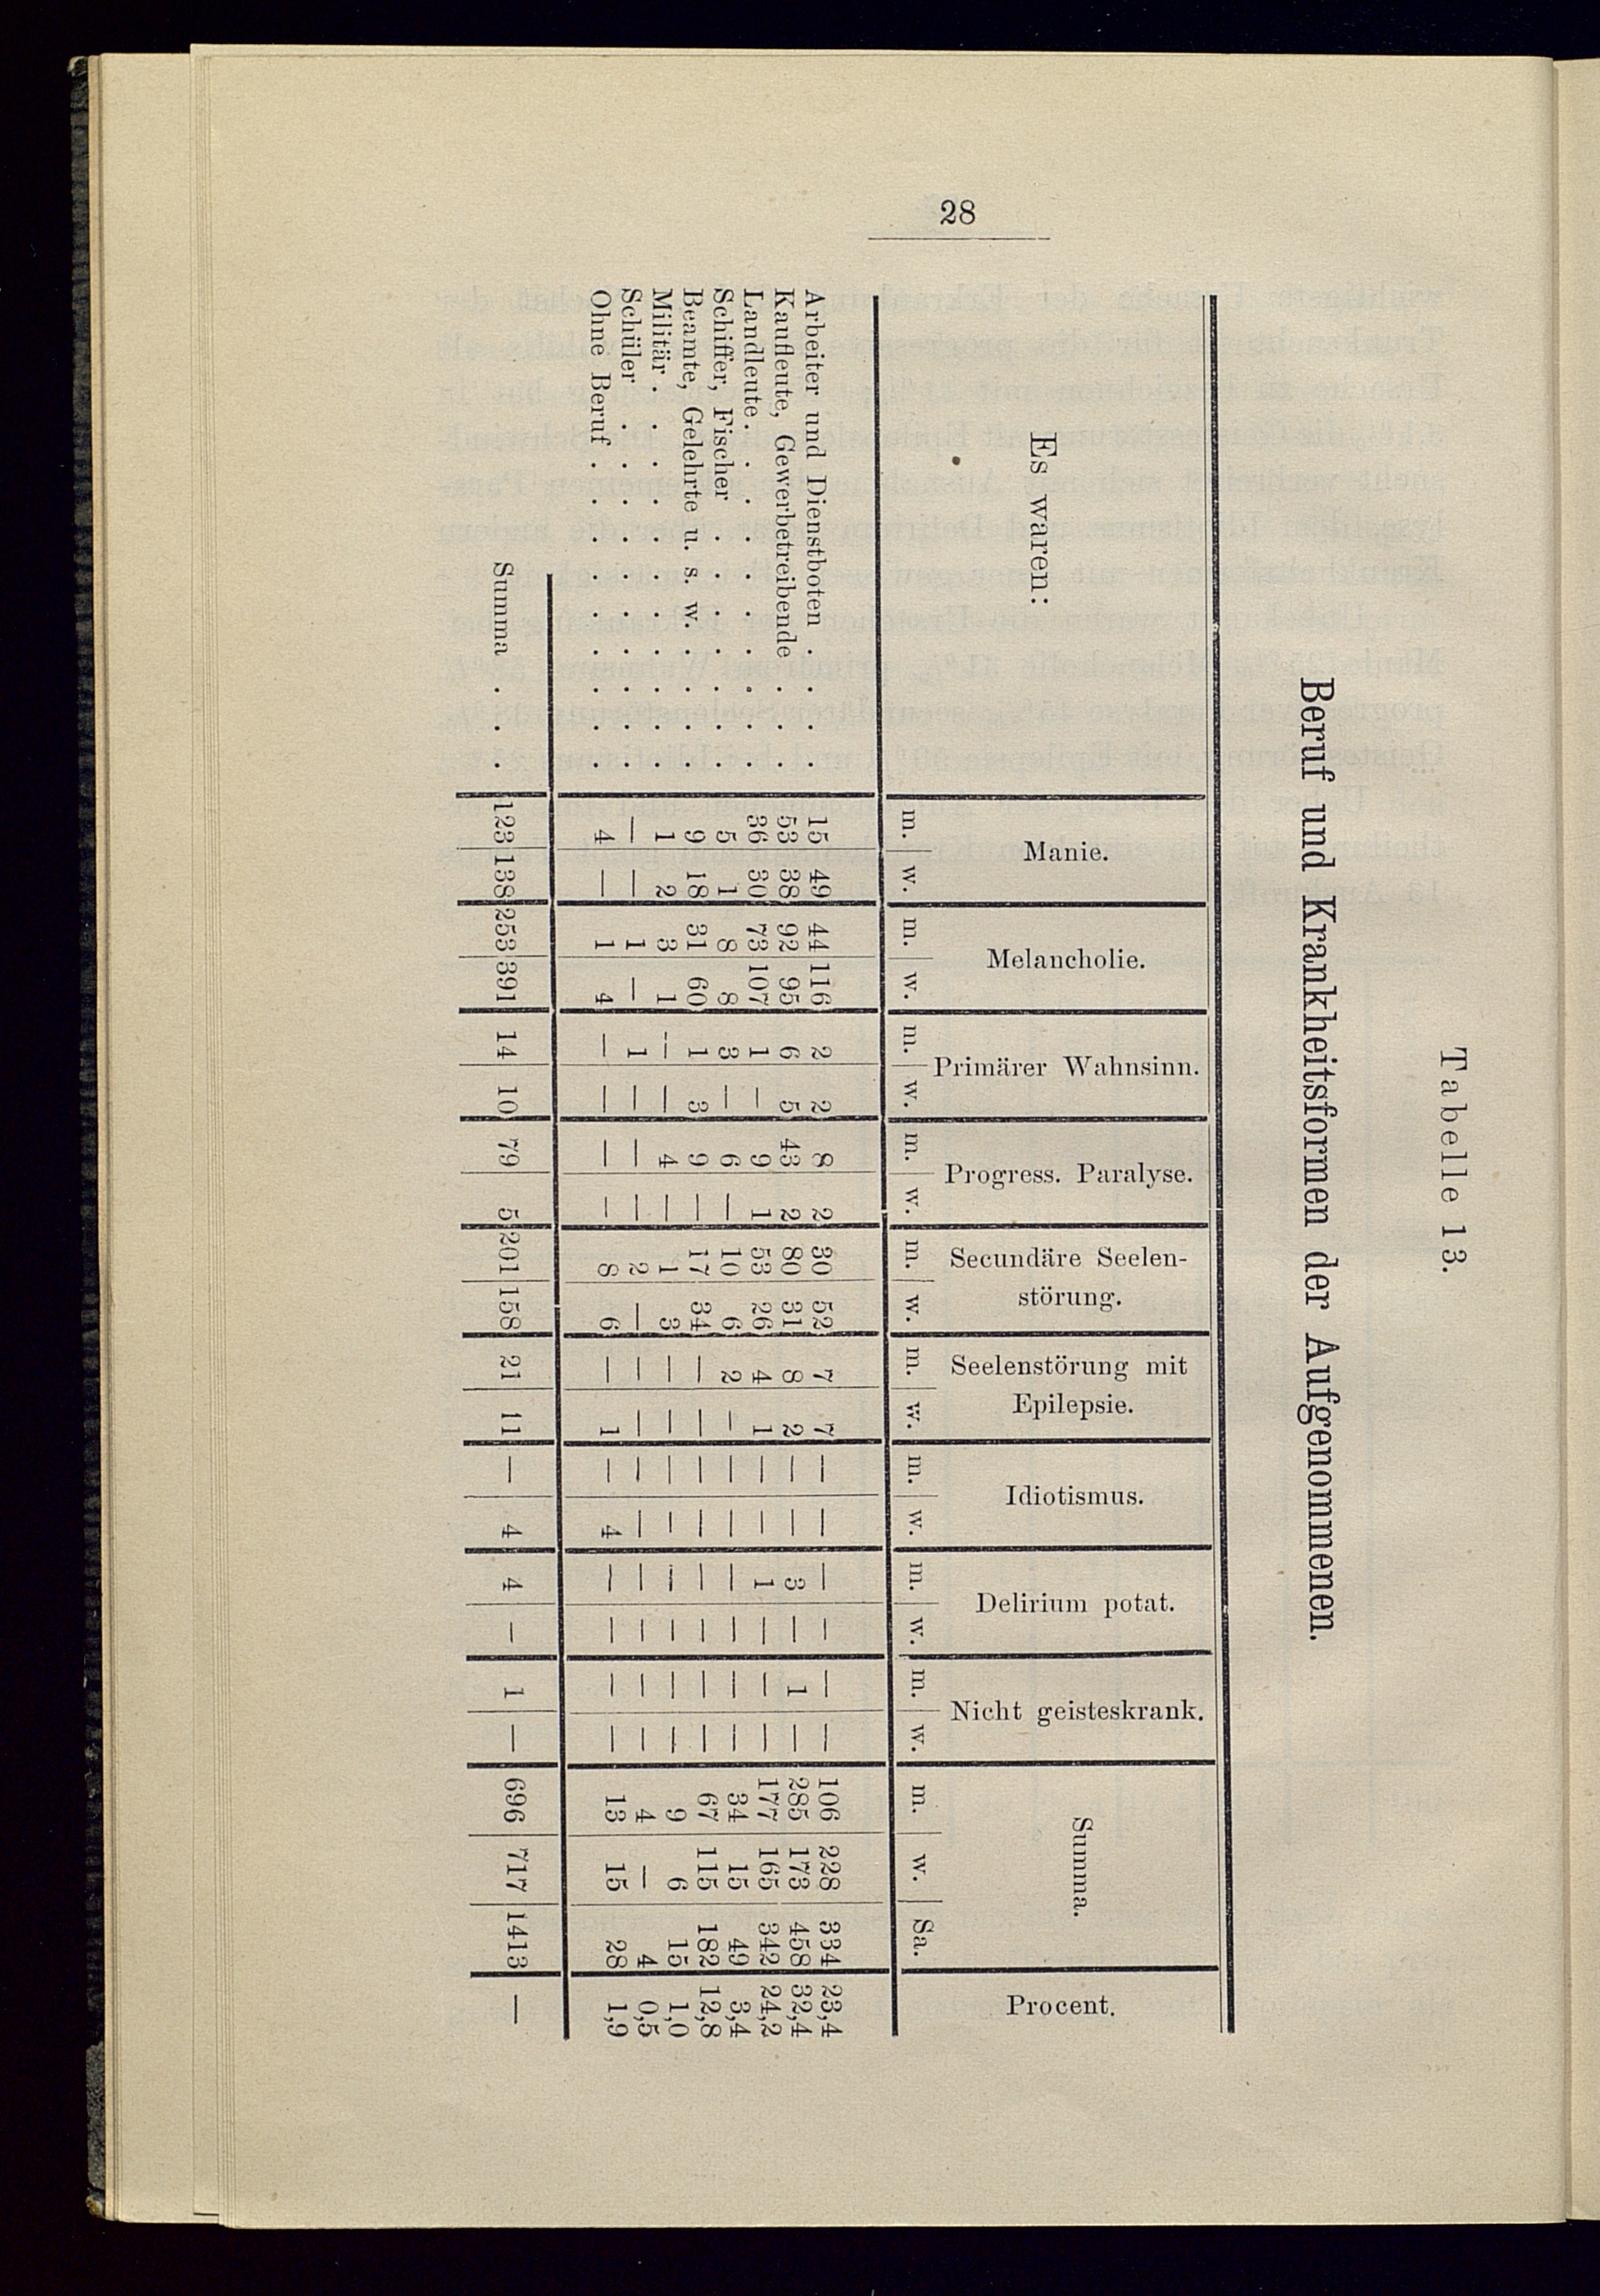 28
Tabelle 13.
Beruf und Krankheitsformen der Aufgenommenen.
Es waren: Manie. Melancholie. Primärer Wahnsinn. Progress. Paralyse. Secundäre Seelen- Seelenstörung mit Idiotismus. Delirium potat. Nicht geisteskrank. Summa. Procent.
störung. Epilepsie.
m. w. m. w. m. w. m. w. m. w. m. w. m. w. m. w. m. w. m. w. Sa.
Arbeiter und Dienstboten . . . . 15 49 44 116 2 2 8 2 30 52 7 7 — — — — — — 106 228 334 23,4
Kaufleute, Gewerbetreibende . . . 53 38 92 95 6 5 43 2 80 31 8 2 — — 3 — 1 — 285 173 458 32,4
Landleute . . . . . . . . . . 36 30 73 107 1 — 9 1 53 26 4 1 — — 1 — — — 177 165 342 24,2
Schiffer, Fischer . . . . . . . 5 1 8 8 3 — 6 — 10 6 2 — — — — — — — 34 15 49 3,4
Beamte, Gelehrte u. s. w. . . . . 9 18 31 60 1 3 9 — 17 34 — — — — — — — — 67 115 182 12,8
Militär . . . . . . . . . . . 1 2 3 1 — — 4 — 1 3 — — — — — — — — 9 6 15 1,0
Schüler . . . . . . . . . . — — 1 — 1 — — — 2 — — — — — — — — — 4 — 4 0,5
Ohne Beruf . . . . . . . . . 4 — 1 4 — — — — 8 6 — 1 — 4 — — — — 13 15 28 1,9
Summa . . . 123 138 253 391 14 10 79 5 201 158 21 11 — 4 4 — 1 — 696 717 1413 —